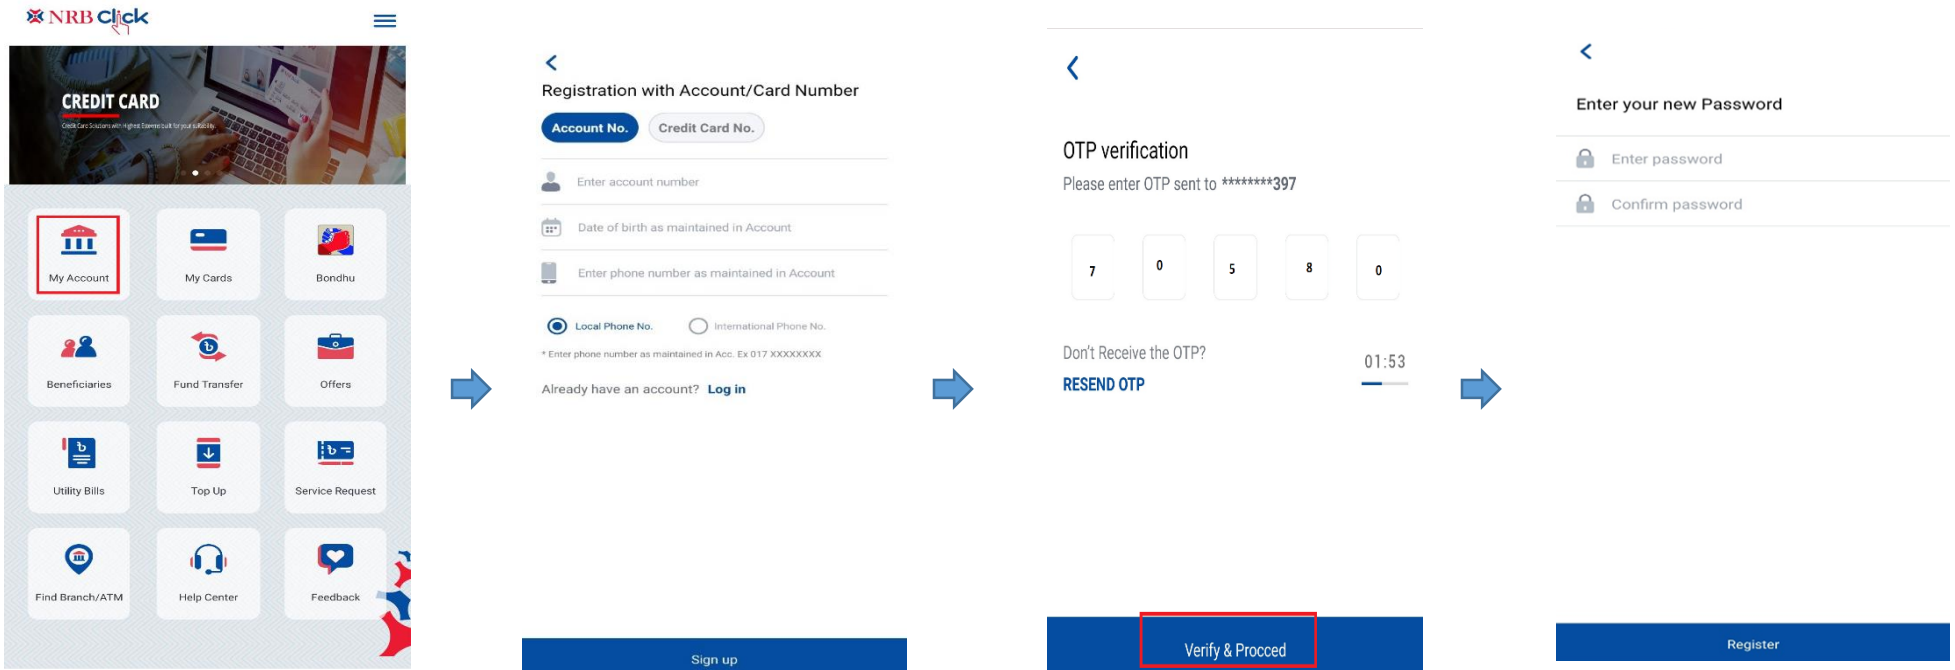 NRB Click
CREDIT CARD
My Account
My Cards
Bondhu
Beneficiaries
Fund Transfer
Offers
Utility Bills
Top Up
Service Request
Find Branch/ATM
Help Center
Feedback
Registration with Account/Card Number
Account No.
Credit Card No.
Enter account number
Date of birth as maintained in Account
Enter phone number as maintained in Account
Local Phone No.
International Phone No.
* Enter phone number as maintained in Acc. Ex 017 XXXXXXXX
Already have an account? Log in
Sign up
OTP verification
Please enter OTP sent to ********397
7 0 5 8 0
Don't Receive the OTP?
01:53
RESEND OTP
Verify & Procced
Enter your new Password
Enter password
Confirm password
Register